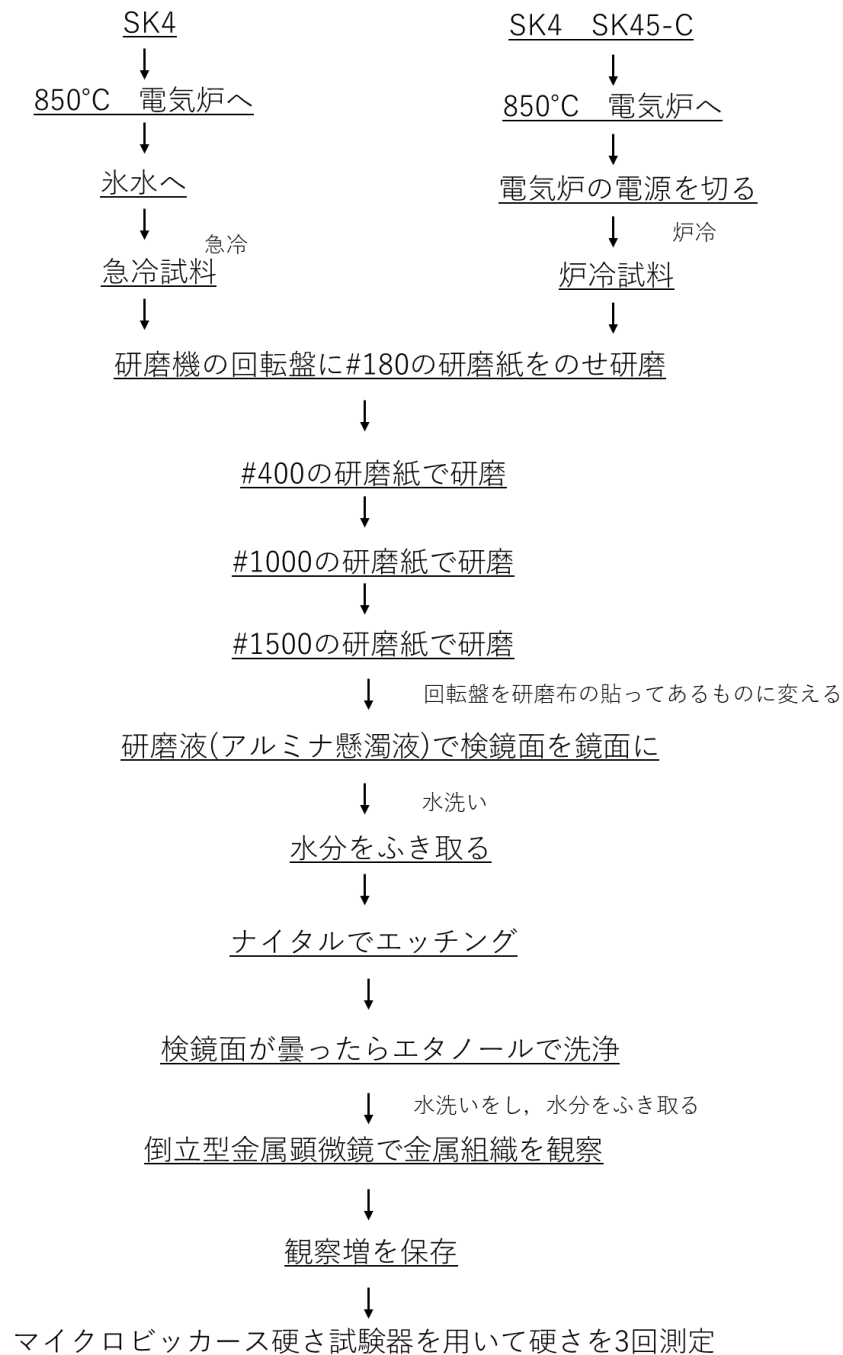 SK4
SK4　SK45-C
850°C　電気炉へ
850°C　電気炉へ
氷水へ
電気炉の電源を切る
急冷
炉冷
急冷試料
炉冷試料
研磨機の回転盤に#180の研磨紙をのせ研磨
#400の研磨紙で研磨
#1000の研磨紙で研磨
#1500の研磨紙で研磨
回転盤を研磨布の貼ってあるものに変える
研磨液(アルミナ懸濁液)で検鏡面を鏡面に
水洗い
水分をふき取る
ナイタルでエッチング
検鏡面が曇ったらエタノールで洗浄
水洗いをし，水分をふき取る
倒立型金属顕微鏡で金属組織を観察
観察増を保存
マイクロビッカース硬さ試験器を用いて硬さを3回測定